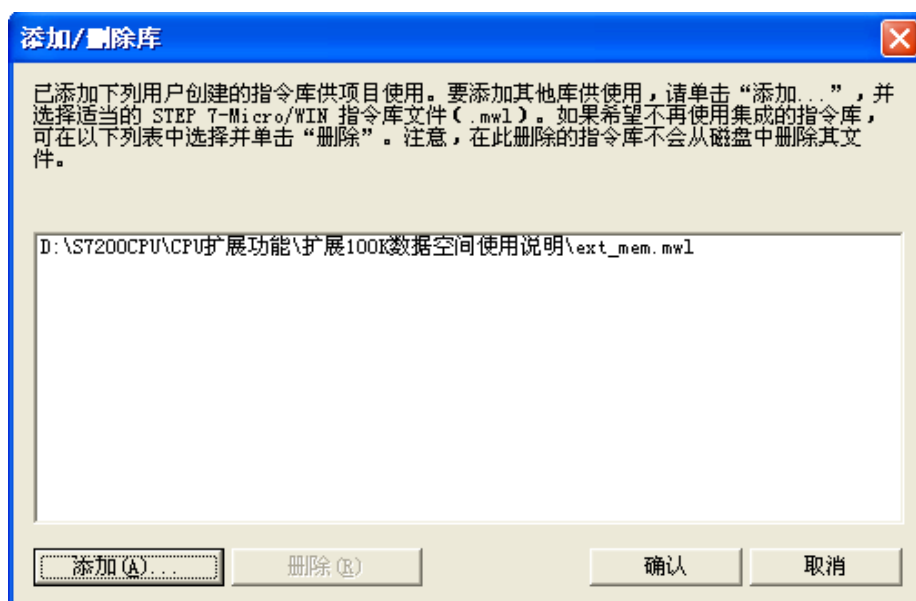 添加/删除库
已添加下列用户创建的指令库供项目使用。要添加其他库供使用，请单击“添加...”，并
选择适当的 STEP 7-Micro/WIN 指令库文件(.mwl)。如果希望不再使用集成的指令库，
可在以下列表中选择并单击“删除”。注意，在此删除的指令库不会从磁盘中删除其文
件。
D:\S7200CPU\CPU扩展功能\扩展100K数据空间使用说明\ext_mem.mwl
添加(A)... 删除(R) 确认 取消